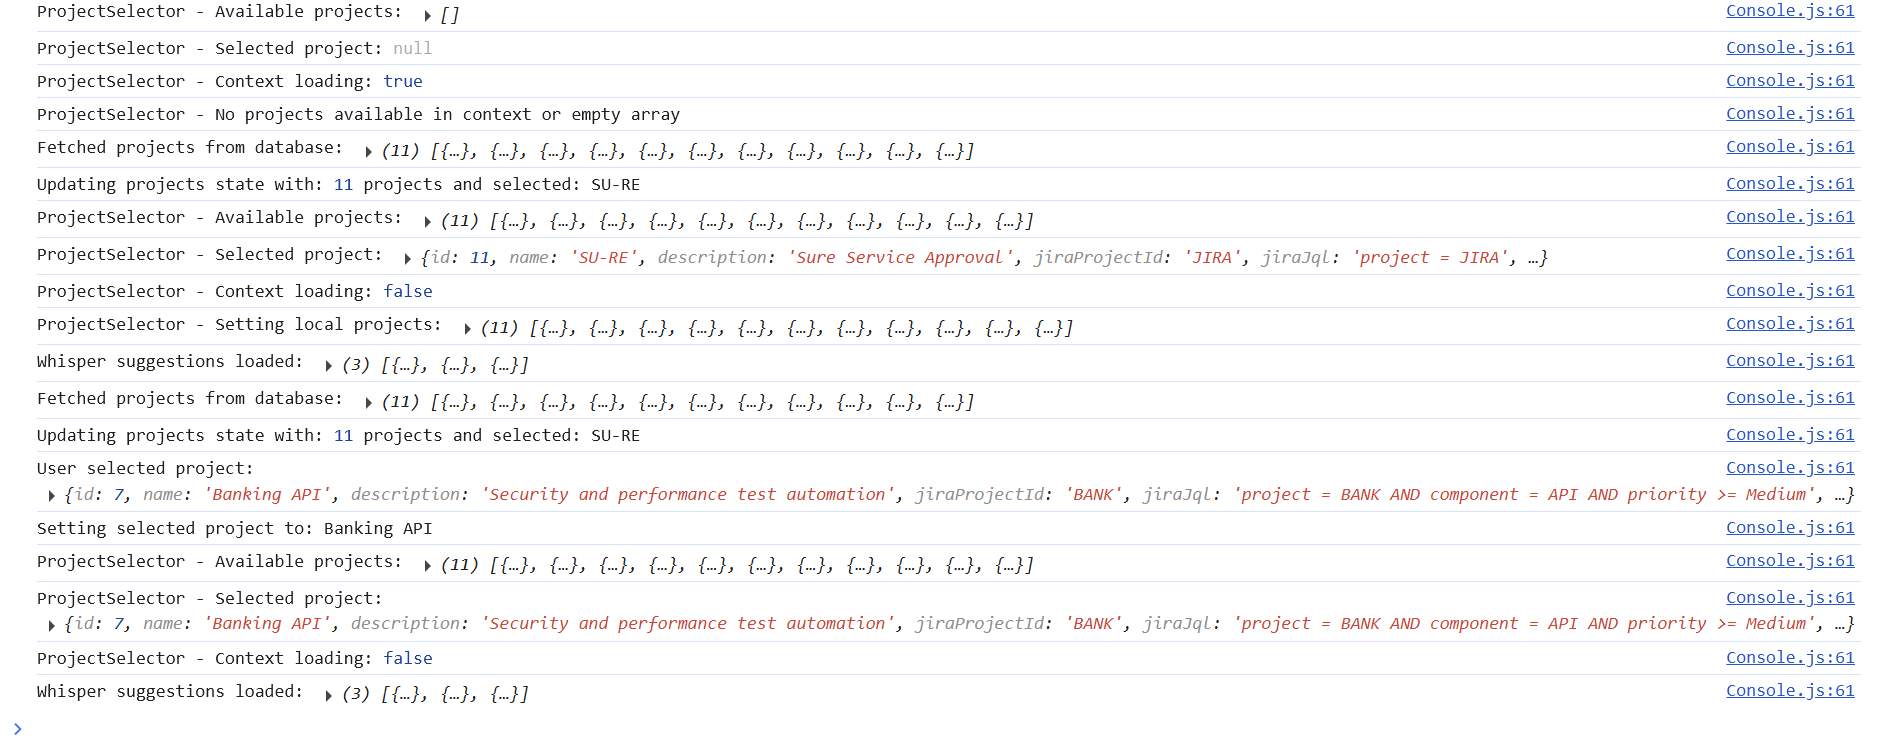 ProjectSelector - Available projects: ▶ [] Console.js:61
ProjectSelector - Selected project: null Console.js:61
ProjectSelector - Context loading: true Console.js:61
ProjectSelector - No projects available in context or empty array Console.js:61
Fetched projects from database: ▶ (11) [{…}, {…}, {…}, {…}, {…}, {…}, {…}, {…}, {…}, {…}, {…}] Console.js:61
Updating projects state with: 11 projects and selected: SU-RE Console.js:61
ProjectSelector - Available projects: ▶ (11) [{…}, {…}, {…}, {…}, {…}, {…}, {…}, {…}, {…}, {…}, {…}] Console.js:61
ProjectSelector - Selected project: ▶ {id: 11, name: 'SU-RE', description: 'Sure Service Approval', jiraProjectId: 'JIRA', jiraJql: 'project = JIRA', …} Console.js:61
ProjectSelector - Context loading: false Console.js:61
ProjectSelector - Setting local projects: ▶ (11) [{…}, {…}, {…}, {…}, {…}, {…}, {…}, {…}, {…}, {…}, {…}] Console.js:61
Whisper suggestions loaded: ▶ (3) [{…}, {…}, {…}] Console.js:61
Fetched projects from database: ▶ (11) [{…}, {…}, {…}, {…}, {…}, {…}, {…}, {…}, {…}, {…}, {…}] Console.js:61
Updating projects state with: 11 projects and selected: SU-RE Console.js:61
User selected project: Console.js:61
▶ {id: 7, name: 'Banking API', description: 'Security and performance test automation', jiraProjectId: 'BANK', jiraJql: 'project = BANK AND component = API AND priority >= Medium', …}
Setting selected project to: Banking API Console.js:61
ProjectSelector - Available projects: ▶ (11) [{…}, {…}, {…}, {…}, {…}, {…}, {…}, {…}, {…}, {…}, {…}] Console.js:61
ProjectSelector - Selected project: Console.js:61
▶ {id: 7, name: 'Banking API', description: 'Security and performance test automation', jiraProjectId: 'BANK', jiraJql: 'project = BANK AND component = API AND priority >= Medium', …}
ProjectSelector - Context loading: false Console.js:61
Whisper suggestions loaded: ▶ (3) [{…}, {…}, {…}] Console.js:61